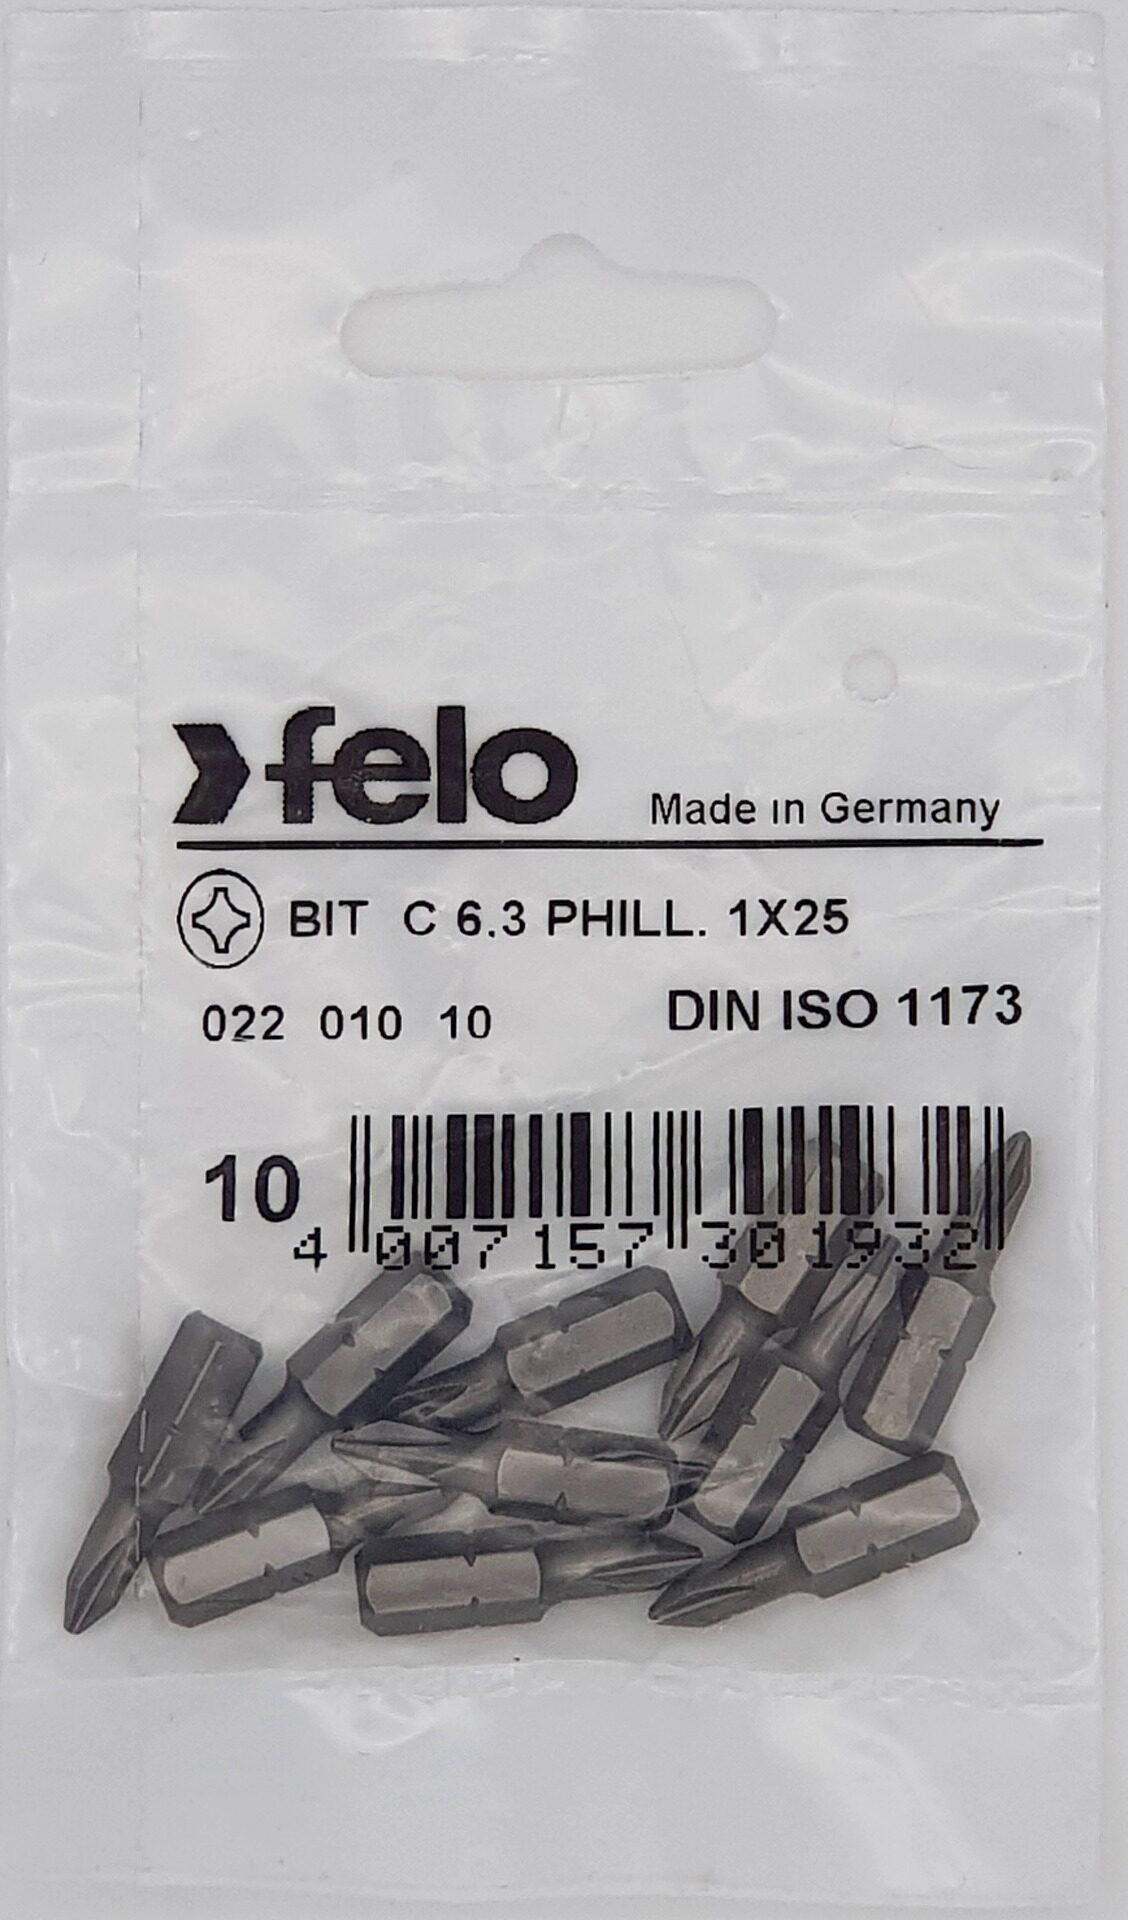 felo
Made in Germany
BIT C 6.3 PHILL. 1X25
022 010 10
DIN ISO 1173
10
4 007157 301932